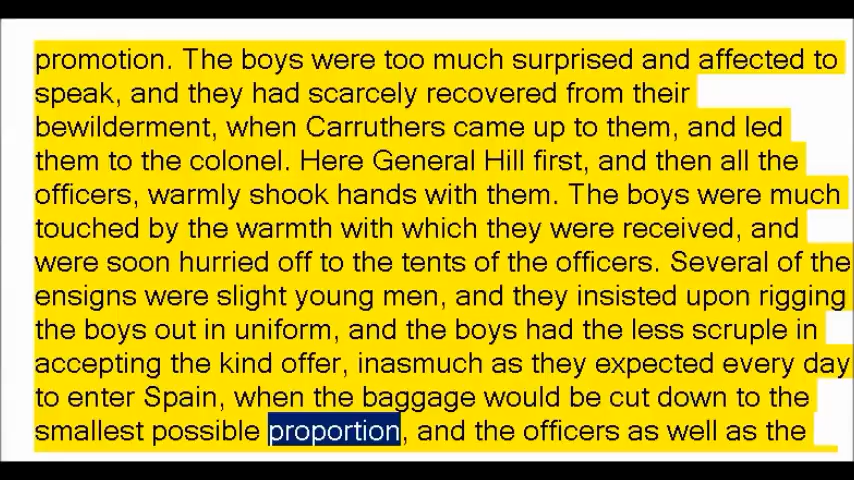 promotion. The boys were too much surprised and affected to
speak, and they had scarcely recovered from their
bewilderment, when Carruthers came up to them, and led
them to the colonel. Here General Hill first, and then all the
officers, warmly shook hands with them. The boys were much
touched by the warmth with which they were received, and
were soon hurried off to the tents of the officers. Several of the
ensigns were slight young men, and they insisted upon rigging
the boys out in uniform, and the boys had the less scruple in
accepting the kind offer, inasmuch as they expected every day
to enter Spain, when the baggage would be cut down to the
smallest possible proportion, and the officers as well as the